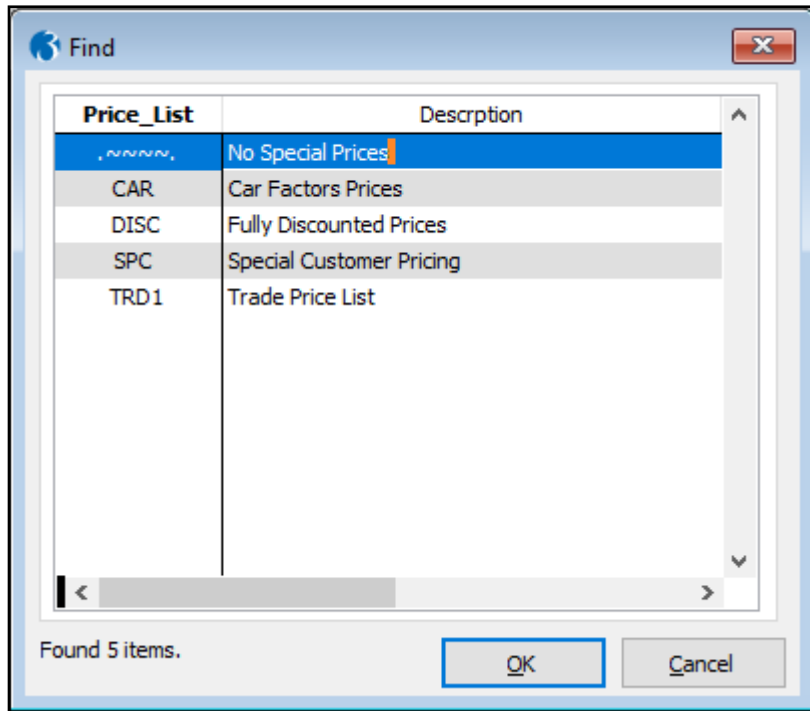 Find
Price_List Descrption
.~~~~. No Special Prices
CAR Car Factors Prices
DISC Fully Discounted Prices
SPC Special Customer Pricing
TRD1 Trade Price List
Found 5 items. OK Cancel